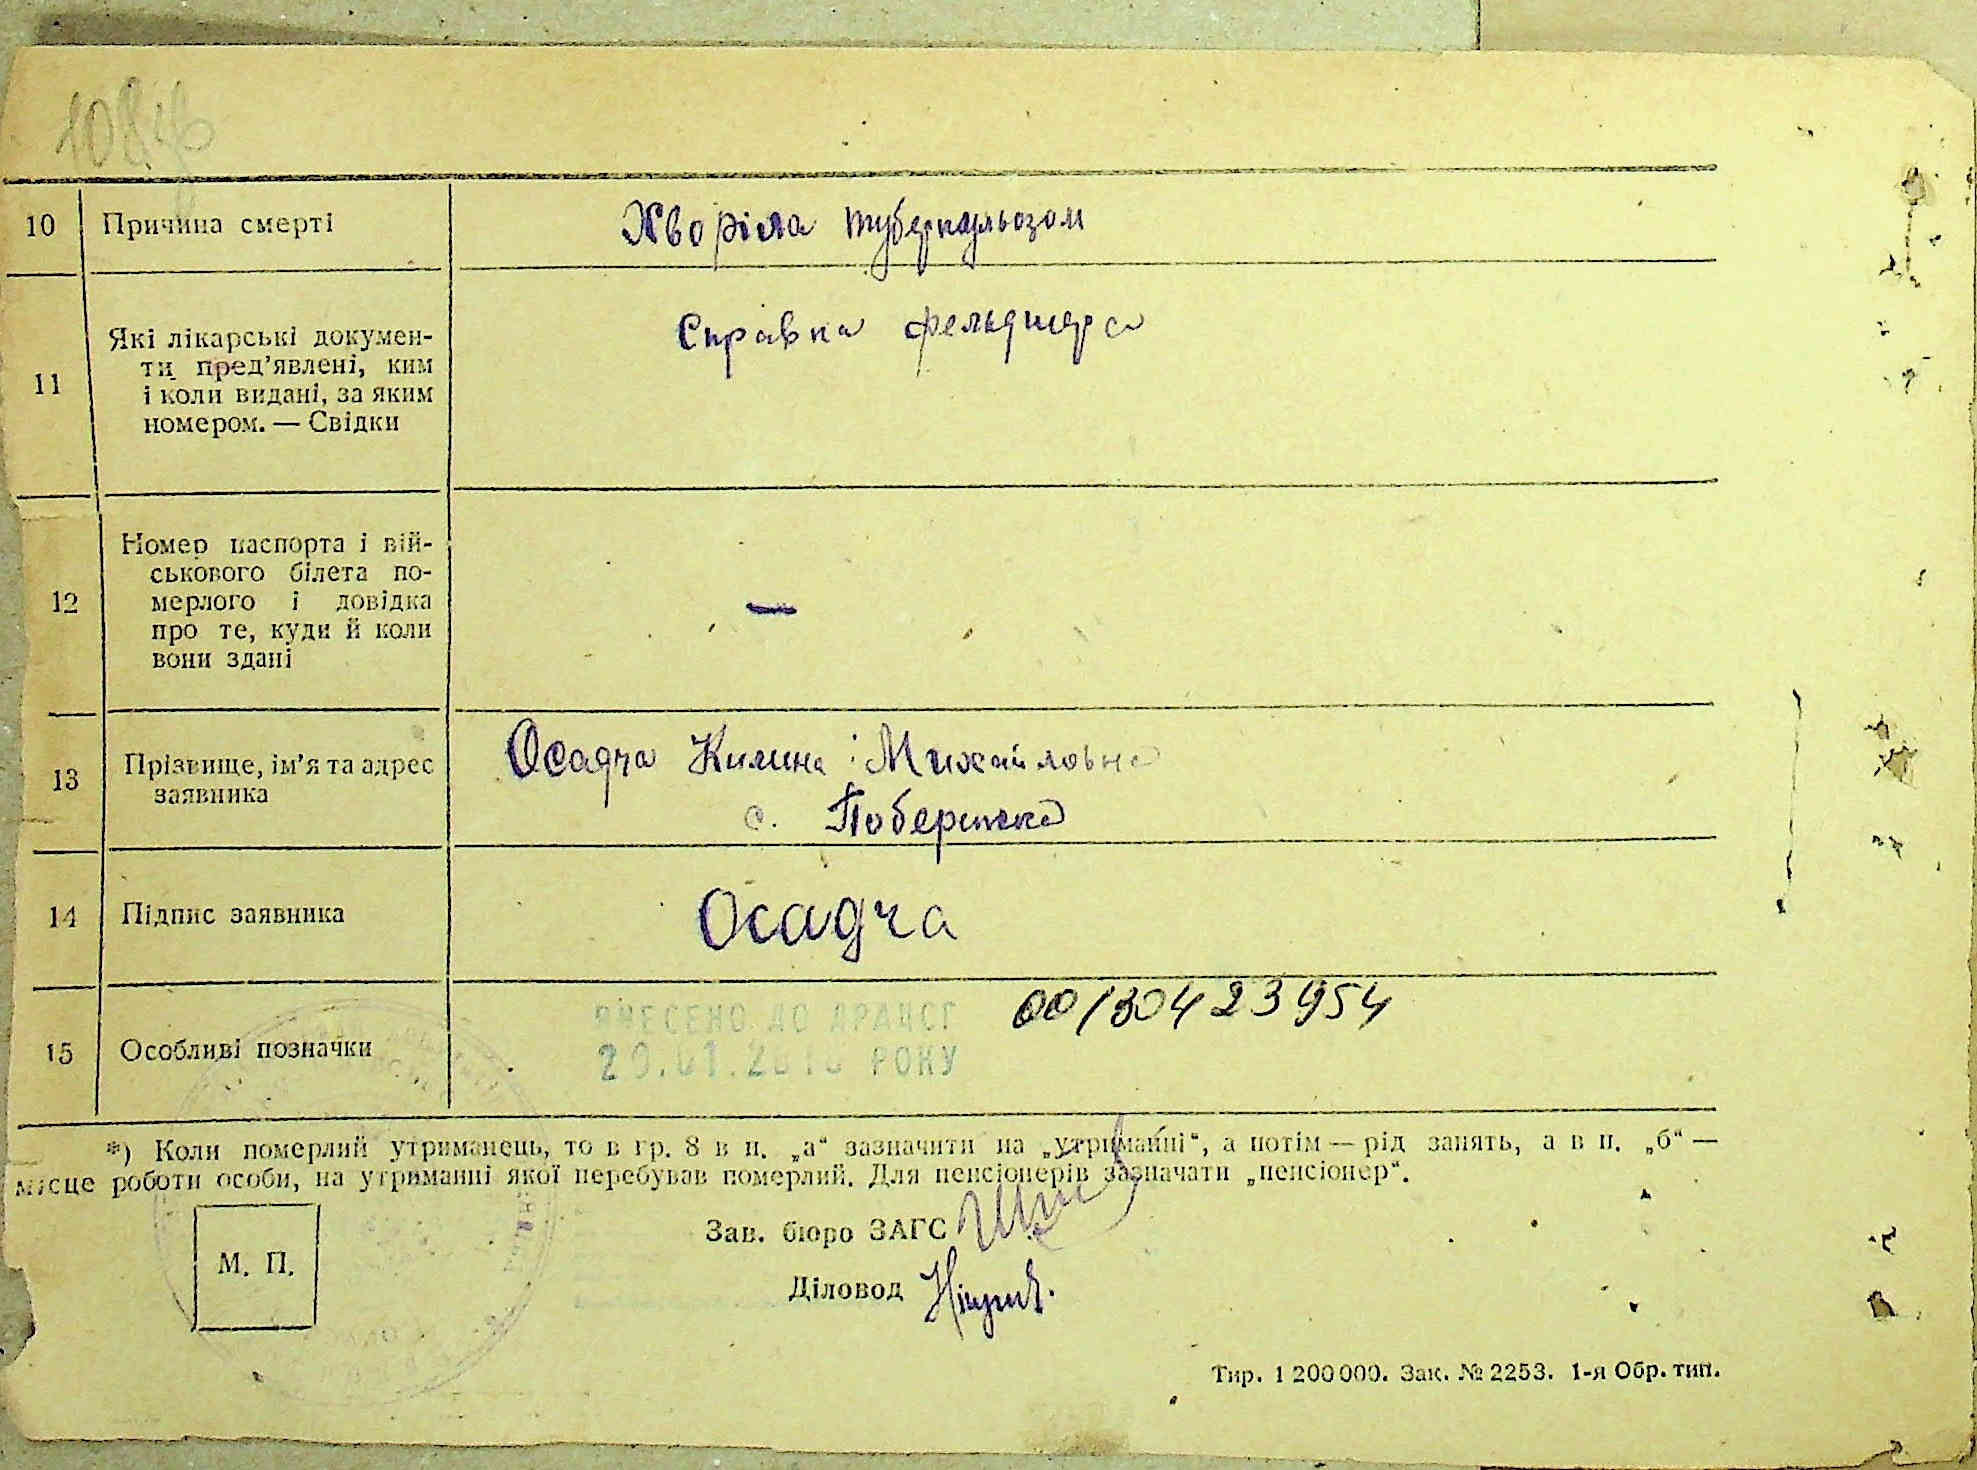 10 Причина смерті Хворіла туберкульозом
11 Які лікарські докумен-
ти пред'явлені, ким
і коли видані, за яким
номером. — Свідки
Справка фельдшера
12 Номер паспорта і вій-
ськового білета по-
мерлого і довідка
про те, куди й коли
вони здані
—
13 Прізвище, ім'я та адрес
заявника
Осадча Килина Михайловна
с. Побережка
14 Підпис заявника Осадча
15 Особливі позначки
ВНЕСЕНО ДО ДРАЦСГ 00130423954
РОКУ
*) Коли померлий утриманець, то в гр. 8 в п. „а“ зазначити на „утриманні“, а потім — рід занять, а в п. „б“ —
місце роботи особи, на утриманні якої перебував померлий. Для пенсіонерів зазначати „пенсіонер“.
М. П.
Зав. бюро ЗАГС
Діловод
Тир. 1 200 000. Зак. № 2253. 1-я Обр. тип.